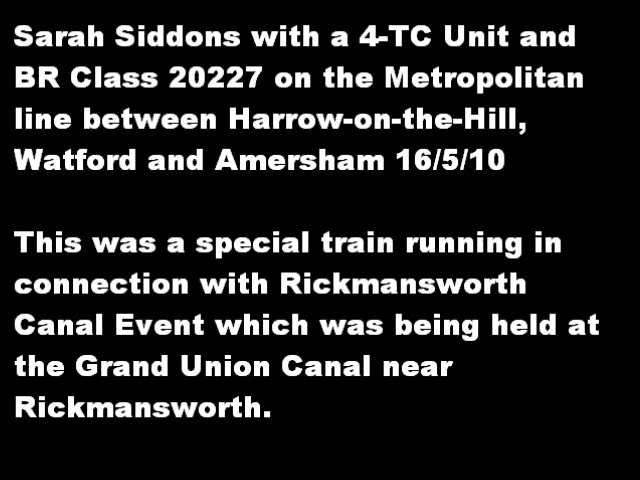 Sarah Siddons with a 4-TC Unit and
BR Class 20227 on the Metropolitan
line between Harrow-on-the-Hill,
Watford and Amersham 16/5/10
This was a special train running in
connection with Rickmansworth
Canal Event which was being held at
the Grand Union Canal near
Rickmansworth.